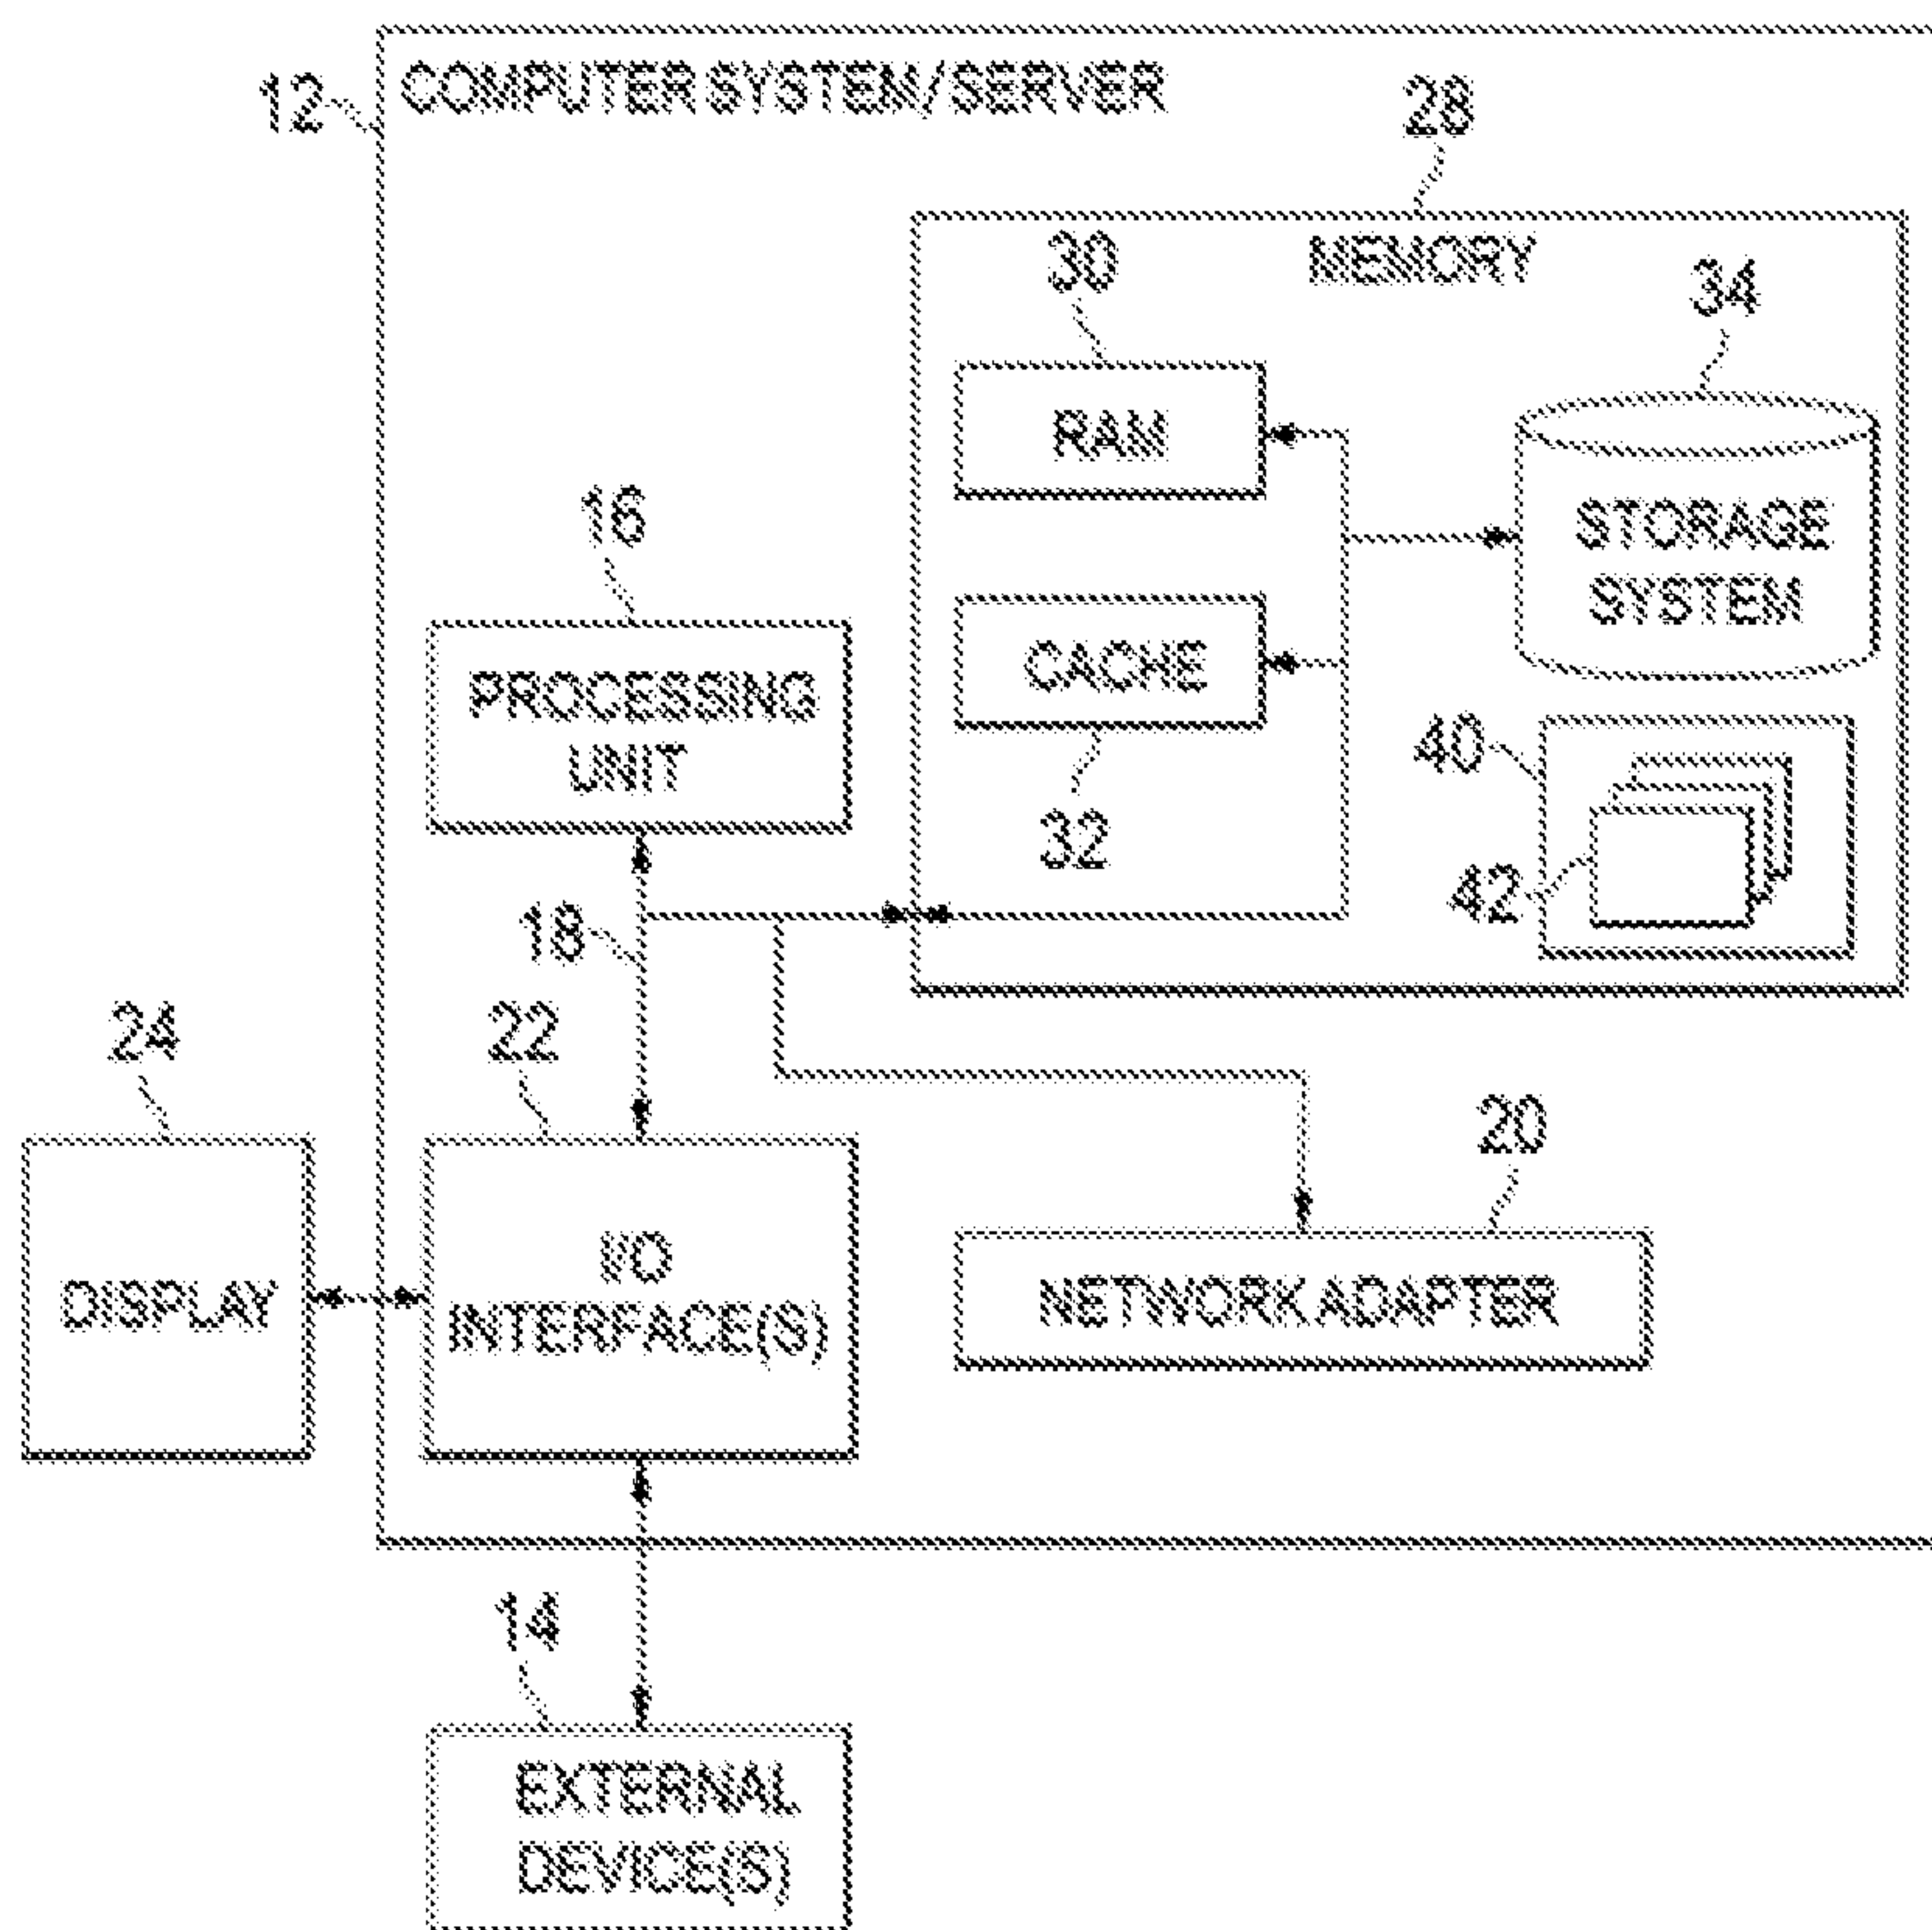 12
COMPUTER SYSTEM/SERVER
28
30
MEMORY
34
RAM
16
STORAGE
SYSTEM
CACHE
PROCESSING
UNIT
40
32
42
18
24
22
20
I/O
INTERFACE(S)
DISPLAY
NETWORK ADAPTER
14
EXTERNAL
DEVICE(S)